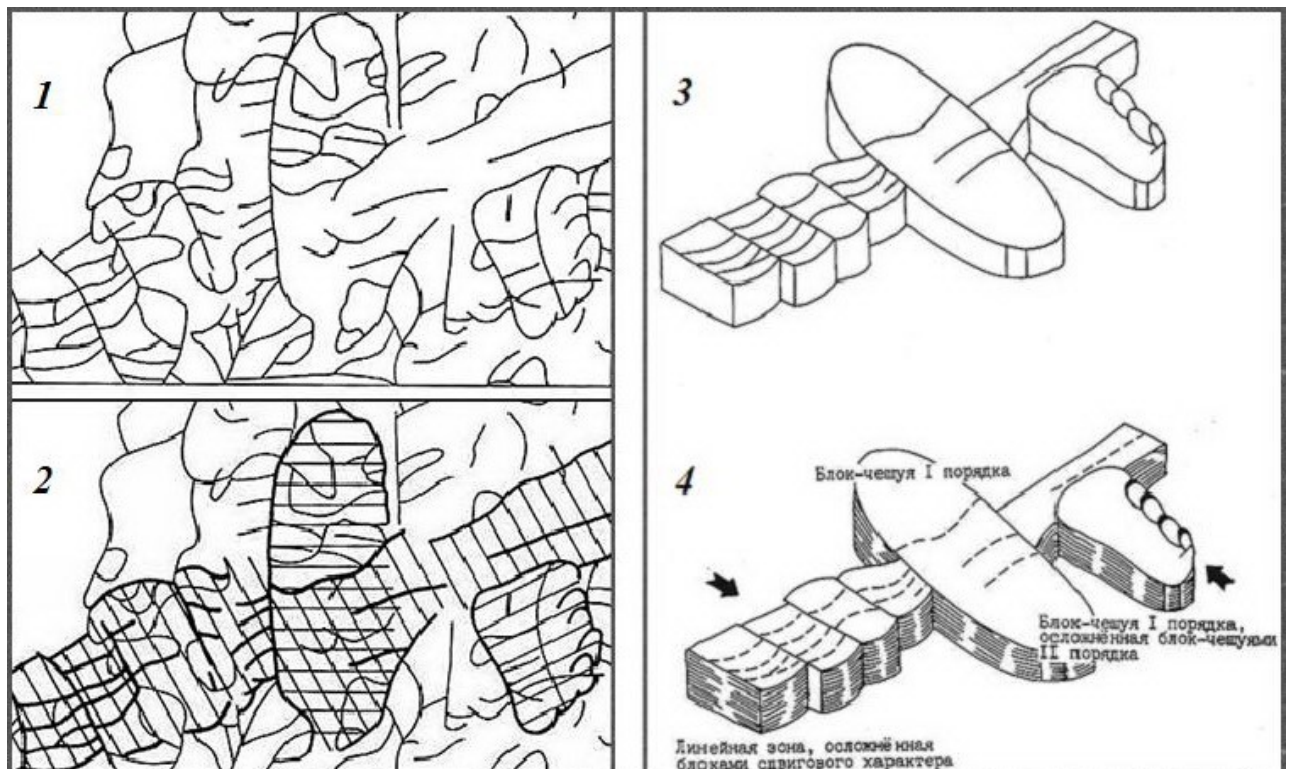 1
2
3
4
Блок-чешуя I порядка
Блок-чешуя I порядка,
осложнённая блок-чешуями
II порядка
Линейная зона, осложнённая
блоками сдвигового характера